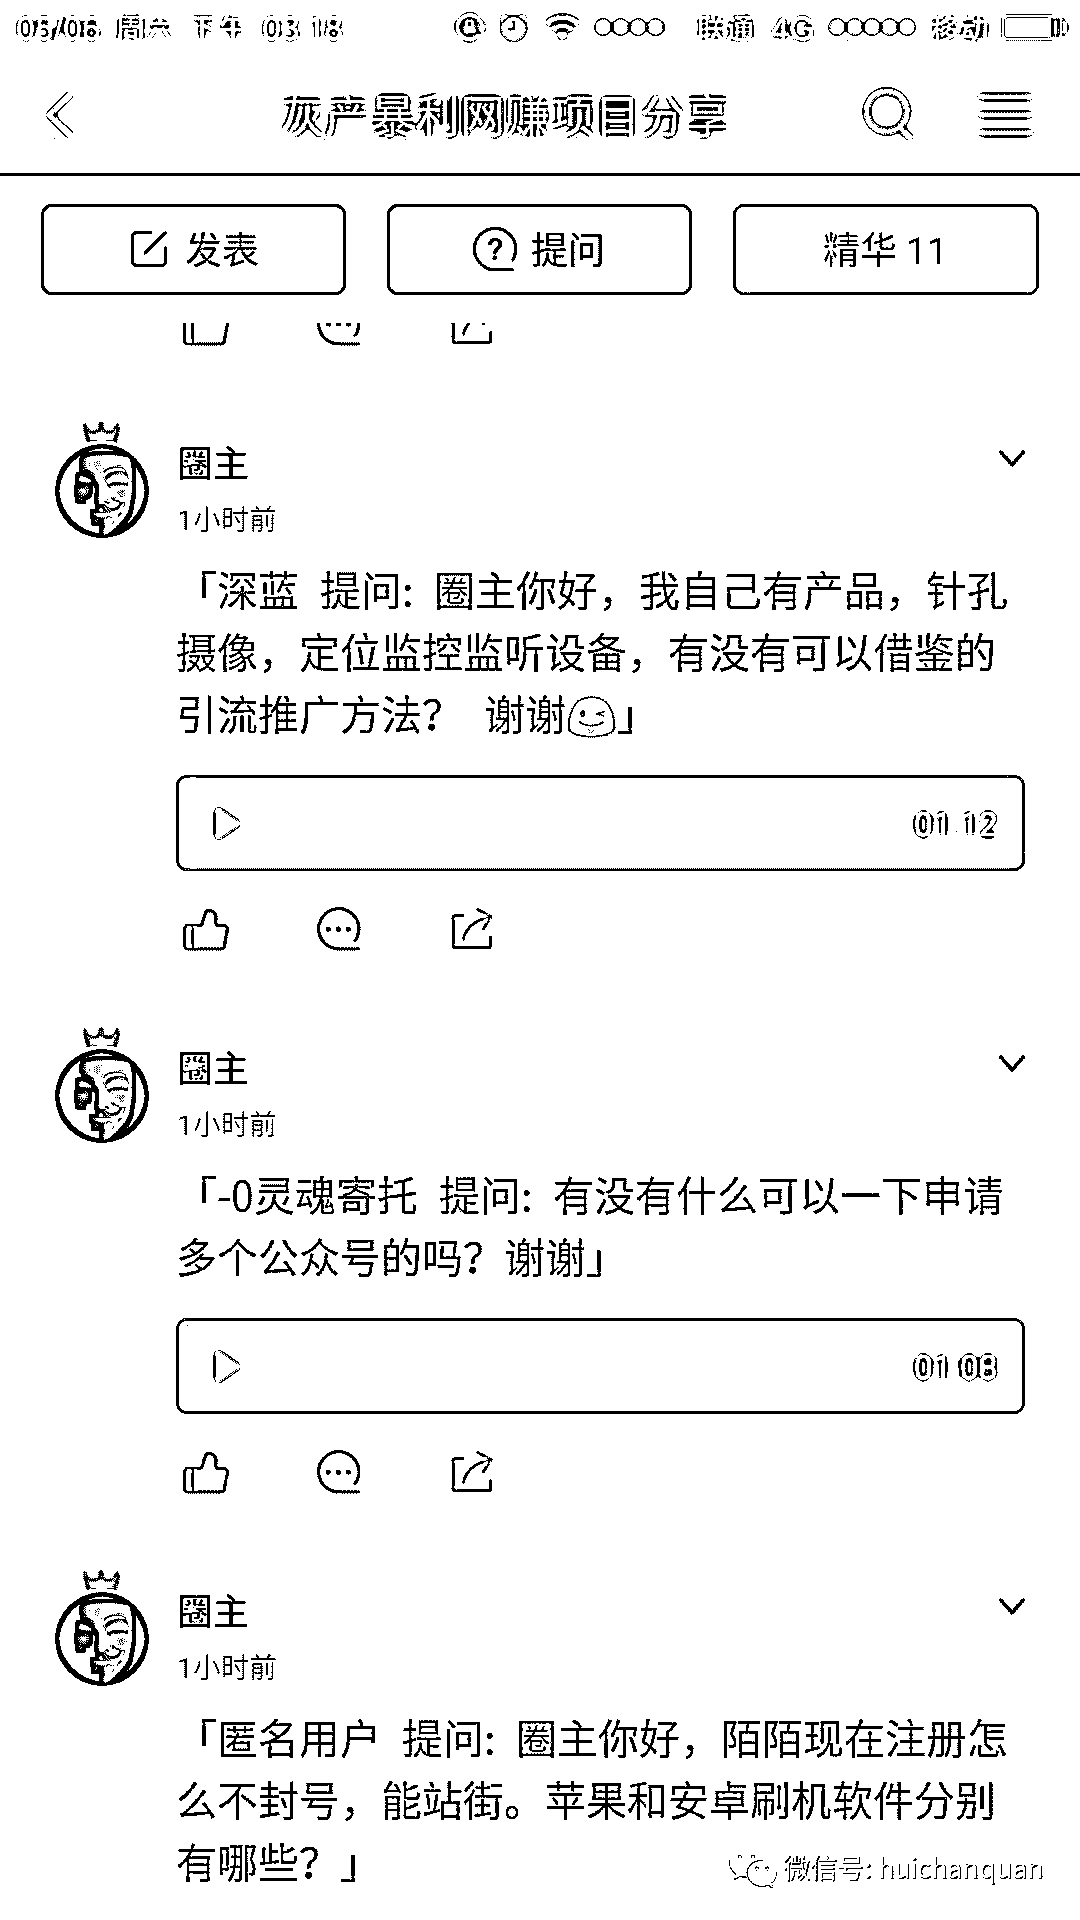 下午 03:18
联通 4G 移动
灰产暴利网赚项目分享
发表 提问 精华 11
圈主
1小时前
「深蓝 提问: 圈主你好，我自己有产品，针孔
摄像，定位监控监听设备，有没有可以借鉴的
引流推广方法？ 谢谢😜」
01:12
圈主
1小时前
「-0灵魂寄托 提问: 有没有什么可以一下申请
多个公众号的吗？谢谢」
01:08
圈主
1小时前
「匿名用户 提问: 圈主你好，陌陌现在注册怎
么不封号，能站街。苹果和安卓刷机软件分别
有哪些？」
微信号: huichanquan